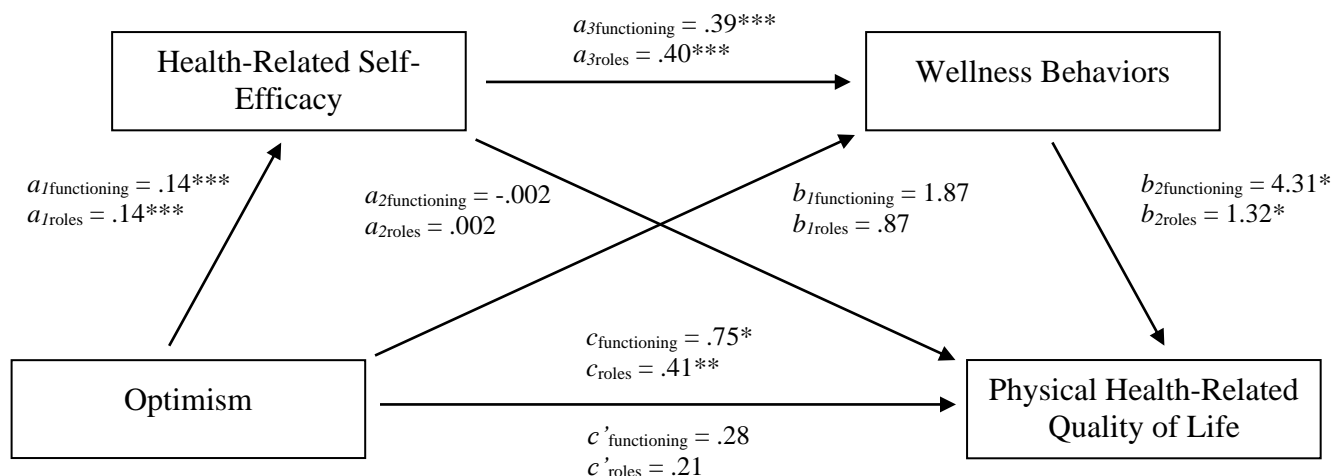 a3functioning = .39***
a3roles = .40***
Health-Related Self-
Efficacy
Wellness Behaviors
a1functioning = .14***
a1roles = .14***
a2functioning = -.002
a2roles = .002
b1functioning = 1.87
b1roles = .87
b2functioning = 4.31*
b2roles = 1.32*
cfunctioning = .75*
croles = .41**
Optimism
Physical Health-Related
Quality of Life
c’functioning = .28
c’roles = .21